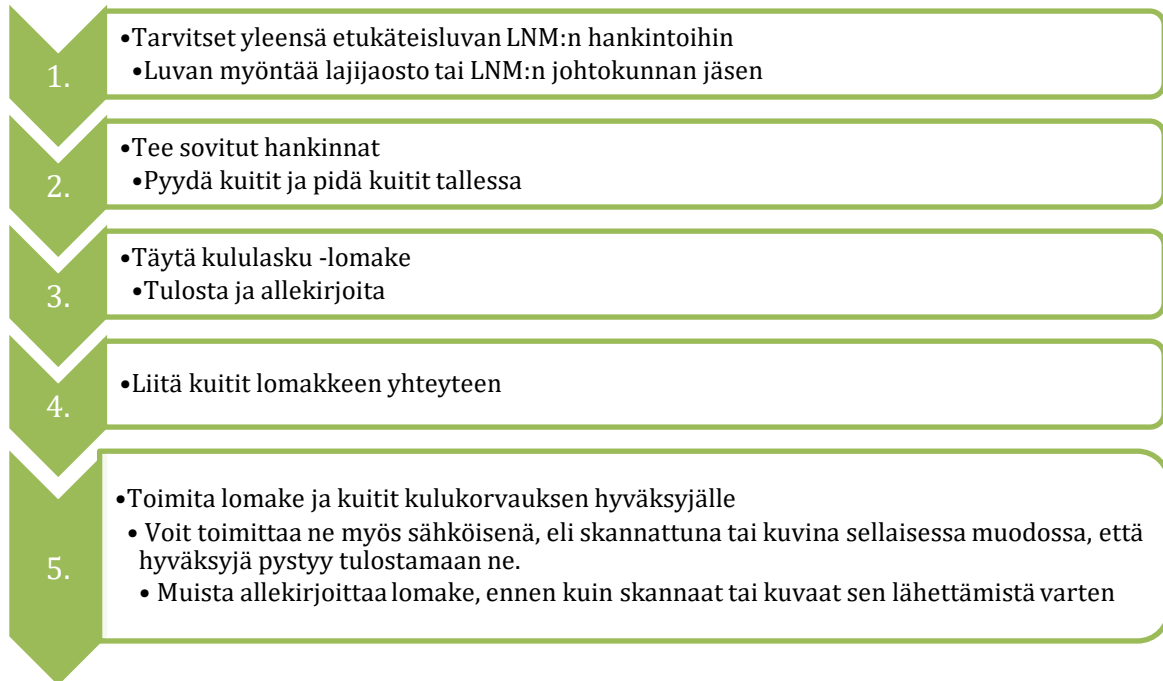 1.
•Tarvitset yleensä etukäteisluvan LNM:n hankintoihin
•Luvan myöntää lajijaosto tai LNM:n johtokunnan jäsen
2.
•Tee sovitut hankinnat
•Pyydä kuitit ja pidä kuitit tallessa
3.
•Täytä kululasku -lomake
•Tulosta ja allekirjoita
4.
•Liitä kuitit lomakkeen yhteyteen
5.
•Toimita lomake ja kuitit kulukorvauksen hyväksyjälle
• Voit toimittaa ne myös sähköisenä, eli skannattuna tai kuvina sellaisessa muodossa, että
hyväksyjä pystyy tulostamaan ne.
• Muista allekirjoittaa lomake, ennen kuin skannaat tai kuvaat sen lähettämistä varten